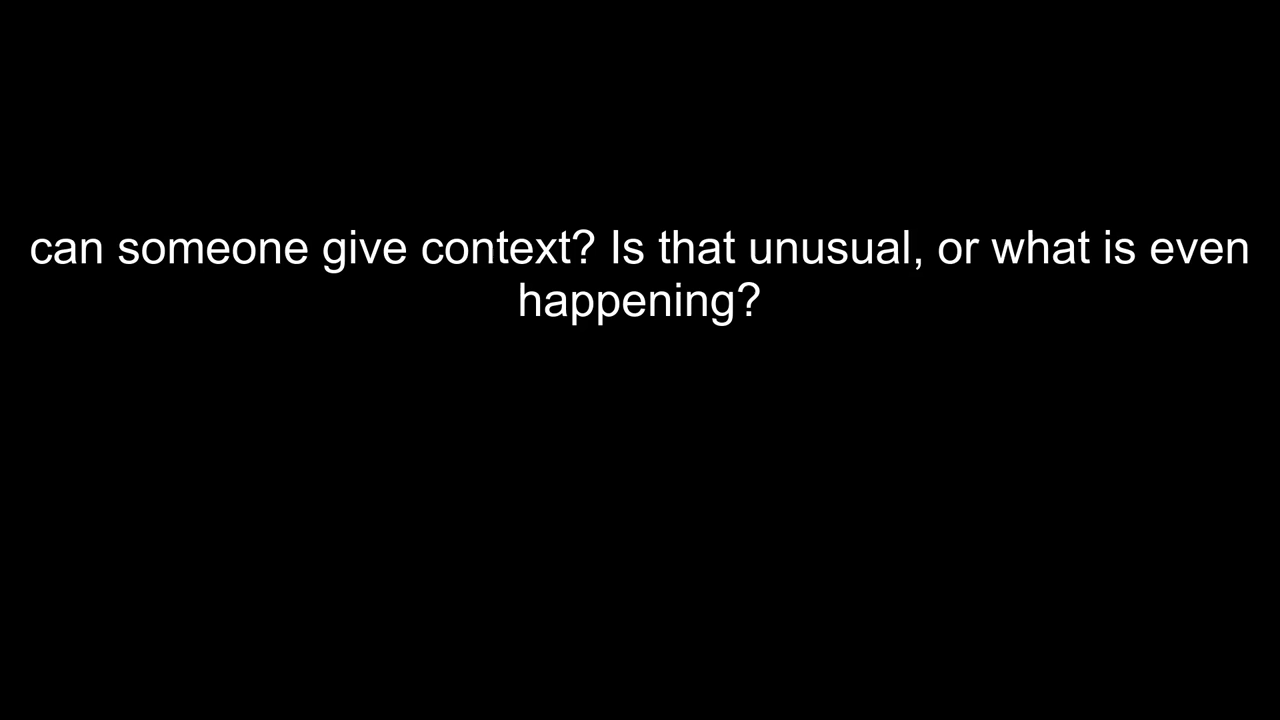 can someone give context? Is that unusual, or what is even
happening?